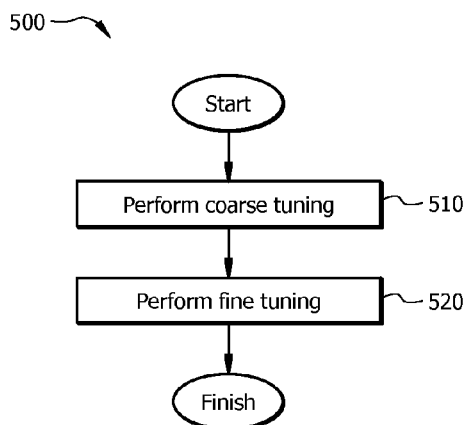 500
Start
Perform coarse tuning
510
Perform fine tuning
520
Finish